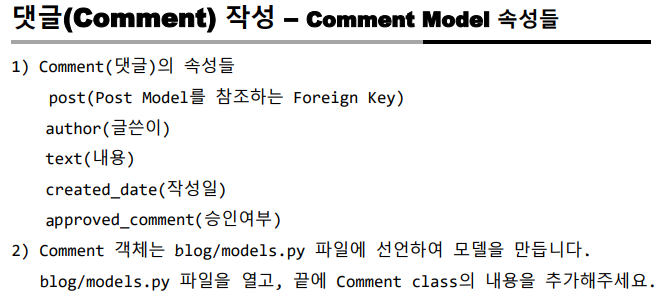 댓글(Comment) 작성 – Comment Model 속성들
1) Comment(댓글)의 속성들
post(Post Model를 참조하는 Foreign Key)
author(글쓴이)
text(내용)
created_date(작성일)
approved_comment(승인여부)
2) Comment 객체는 blog/models.py 파일에 선언하여 모델을 만듭니다.
blog/models.py 파일을 열고, 끝에 Comment class의 내용을 추가해주세요.